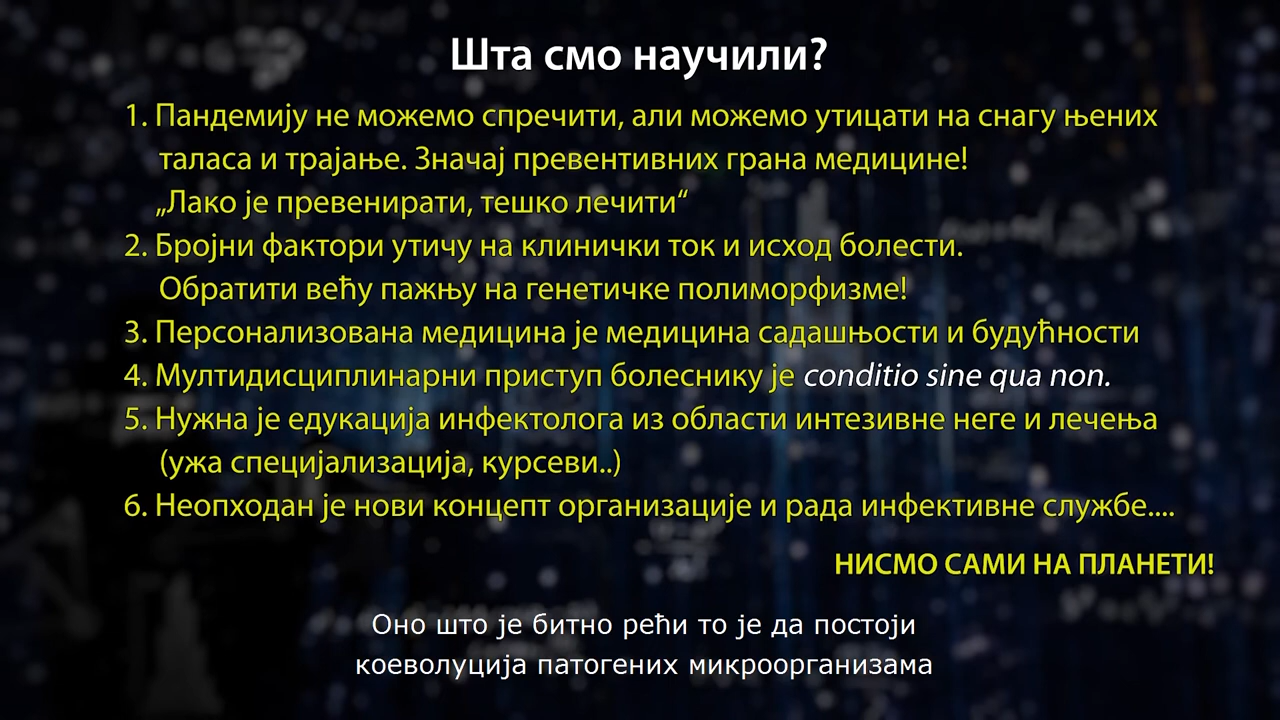 Шта смо научили?
1. Пандемију не можемо спречити, али можемо утицати на снагу њених
таласа и трајање. Значај превентивних грана медицине!
„Лако је превенирати, тешко лечити“
2. Бројни фактори утичу на клинички ток и исход болести.
Обратити већу пажњу на генетичке полиморфизме!
3. Персонализована медицина је медицина садашњости и будућности
4. Мултидисциплинарни приступ болеснику је conditio sine qua non.
5. Нужна је едукација инфектолога из области интезивне неге и лечења
(ужа специјализација, курсеви..)
6. Неопходан је нови концепт организације и рада инфективне службе....
НИСМО САМИ НА ПЛАНЕТИ!
Оно што је битно рећи то је да постоји
коеволуција патогених микроорганизама